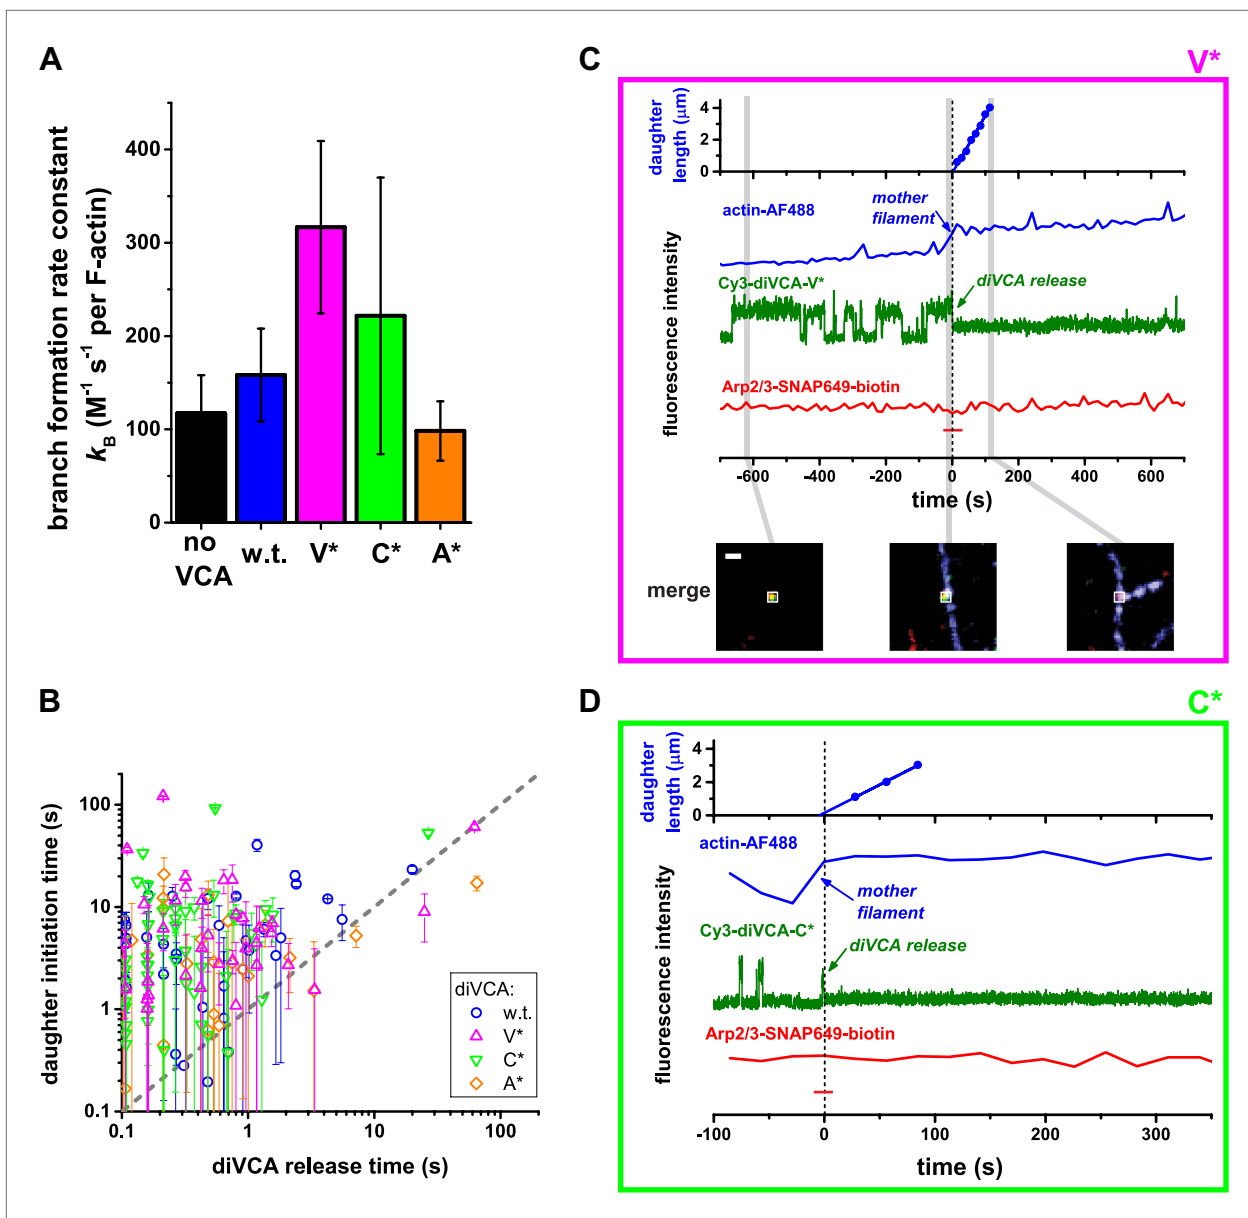 A
branch formation rate constant
k_B (M⁻¹ s⁻¹ per F-actin)
400
300
200
100
0
no
VCA
w.t.
V*
C*
A*
B
daughter initiation time (s)
100
10
1
0.1
0.1
1
10
100
diVCA release time (s)
diVCA:
w.t.
V*
C*
A*
C
V*
daughter
length (μm)
4
2
0
actin-AF488
mother
filament
Cy3-diVCA-V*
diVCA release
Arp2/3-SNAP649-biotin
fluorescence intensity
-600
-400
-200
0
200
400
600
time (s)
merge
D
C*
daughter
length (μm)
4
2
0
actin-AF488
mother
filament
Cy3-diVCA-C*
diVCA release
Arp2/3-SNAP649-biotin
fluorescence intensity
-100
0
100
200
300
time (s)